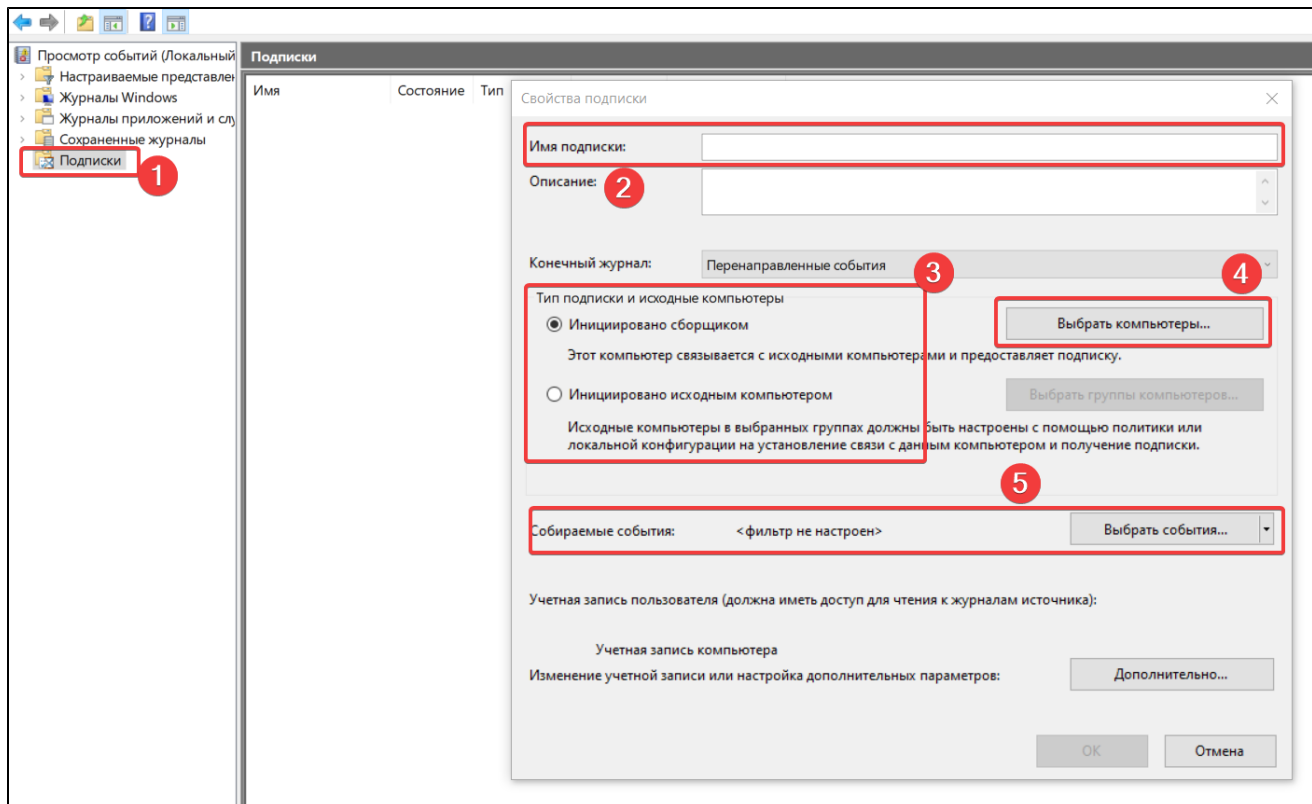 Просмотр событий (Локальный
Настраиваемые представлен
Журналы Windows
Журналы приложений и слу
Сохраненные журналы
Подписки
1
Подписки
Имя
Состояние
Тип
Свойства подписки
Имя подписки:
Описание:
2
Конечный журнал:
Перенаправленные события
3
4
Тип подписки и исходные компьютеры
Инициировано сборщиком
Выбрать компьютеры...
Этот компьютер связывается с исходными компьютерами и предоставляет подписку.
Инициировано исходным компьютером
Выбрать группы компьютеров...
Исходные компьютеры в выбранных группах должны быть настроены с помощью политики или
локальной конфигурации на установление связи с данным компьютером и получение подписки.
5
Собираемые события:
<фильтр не настроен>
Выбрать события...
Учетная запись пользователя (должна иметь доступ для чтения к журналам источника):
Учетная запись компьютера
Изменение учетной записи или настройка дополнительных параметров:
Дополнительно...
ОК
Отмена